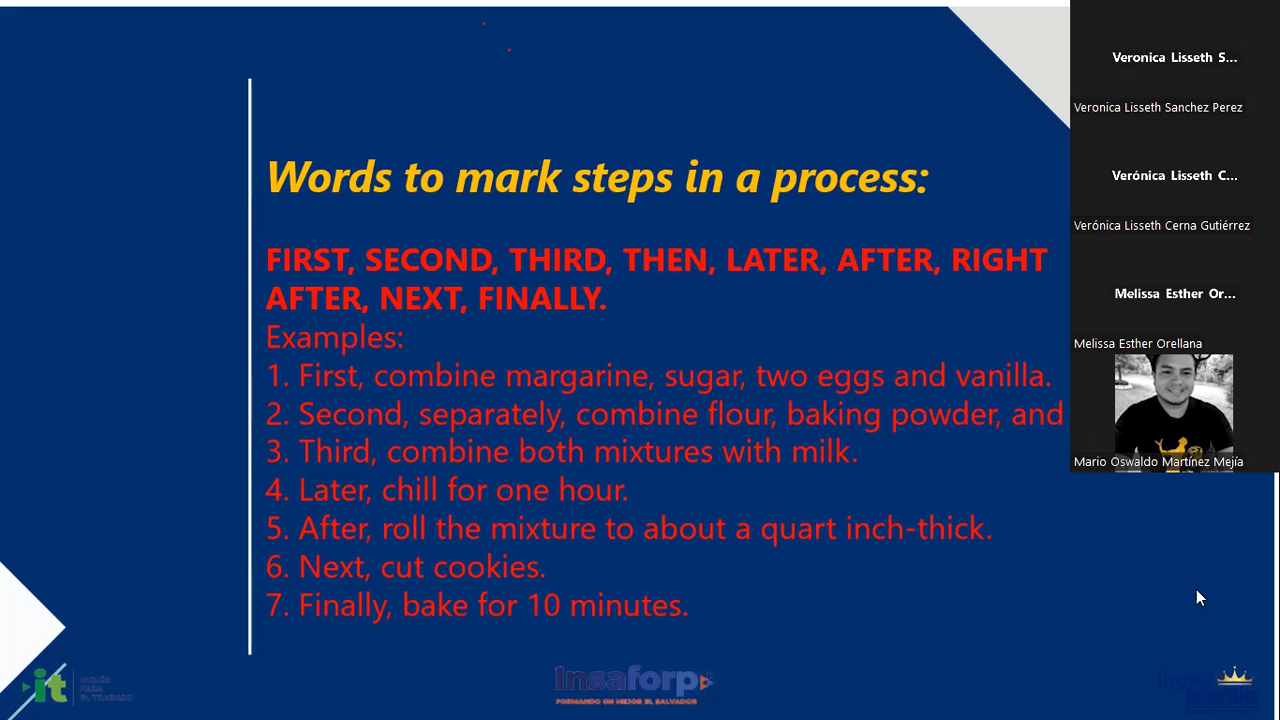 Words to mark steps in a process:
FIRST, SECOND, THIRD, THEN, LATER, AFTER, RIGHT
AFTER, NEXT, FINALLY.
Examples:
1. First, combine margarine, sugar, two eggs and vanilla.
2. Second, separately, combine flour, baking powder, and
3. Third, combine both mixtures with milk.
4. Later, chill for one hour.
5. After, roll the mixture to about a quart inch-thick.
6. Next, cut cookies.
7. Finally, bake for 10 minutes.
Veronica Lisseth S...
Veronica Lisseth Sanchez Perez
Verónica Lisseth C...
Verónica Lisseth Cerna Gutiérrez
Melissa Esther Or...
Melissa Esther Orellana
Mario Oswaldo Martínez Mejía
it
INGLÉS
PARA
EL TRABAJO
Insaforp
FORMANDO UN MEJOR EL SALVADOR